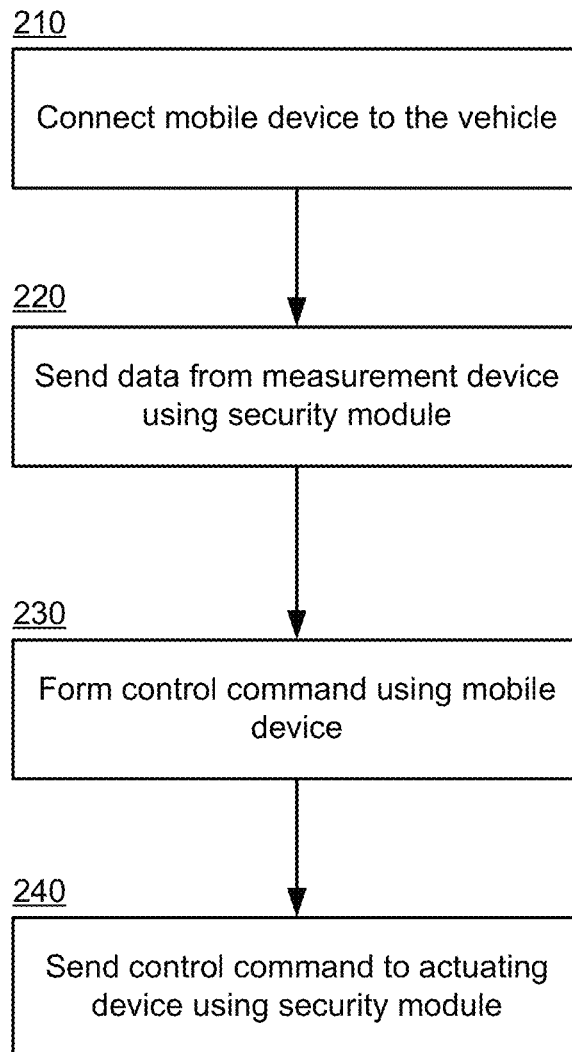 210
Connect mobile device to the vehicle
220
Send data from measurement device
using security module
230
Form control command using mobile
device
240
Send control command to actuating
device using security module